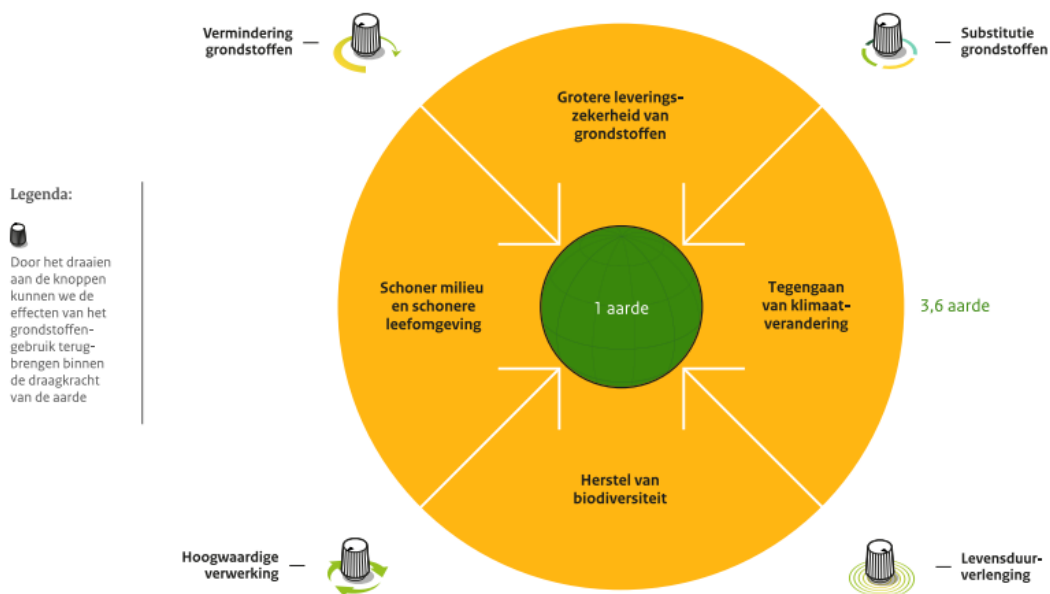 Vermindering
grondstoffen
Substitutie
grondstoffen
Grotere leverings-
zekerheid van
grondstoffen
Legenda:
Door het draaien
aan de knoppen
kunnen we de
effecten van het
grondstoffen-
gebruik terug-
brengen binnen
de draagkracht
van de aarde
Schoner milieu
en schonere
leefomgeving
1 aarde
Tegengaan
van klimaat-
verandering
3,6 aarde
Herstel van
biodiversiteit
Hoogwaardige
verwerking
Levensduur-
verlenging